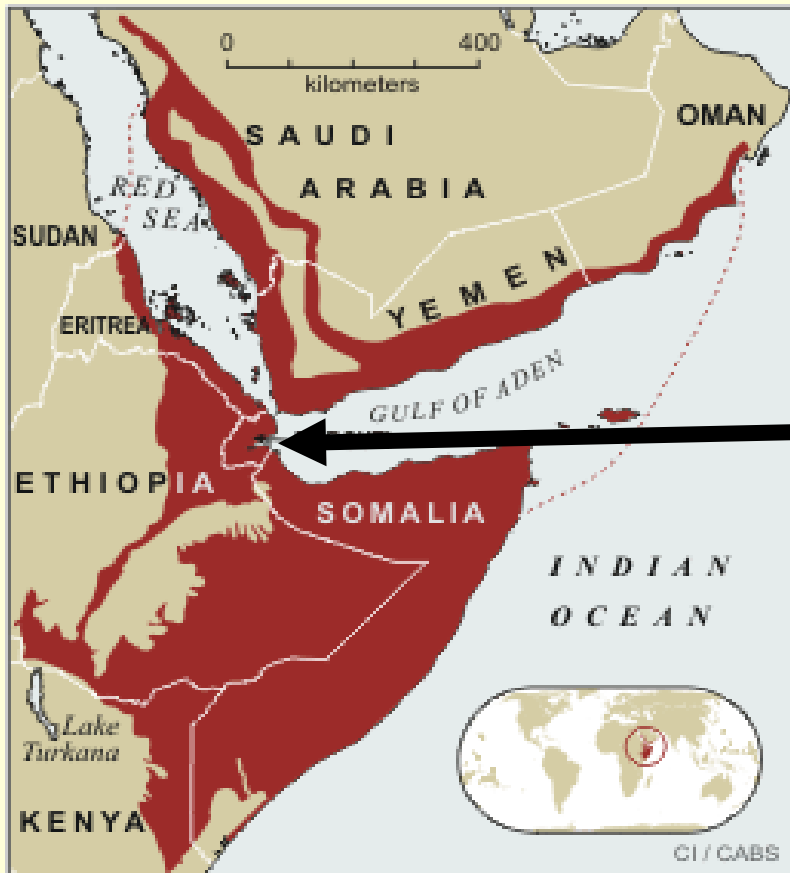 0 400
kilometers
SAUDI
ARABIA
OMAN
RED
SEA
SUDAN
YEMEN
ERITREA
GULF OF ADEN
ETHIOPIA
SOMALIA
INDIAN
OCEAN
Lake
Turkana
KENYA
CI / CABS